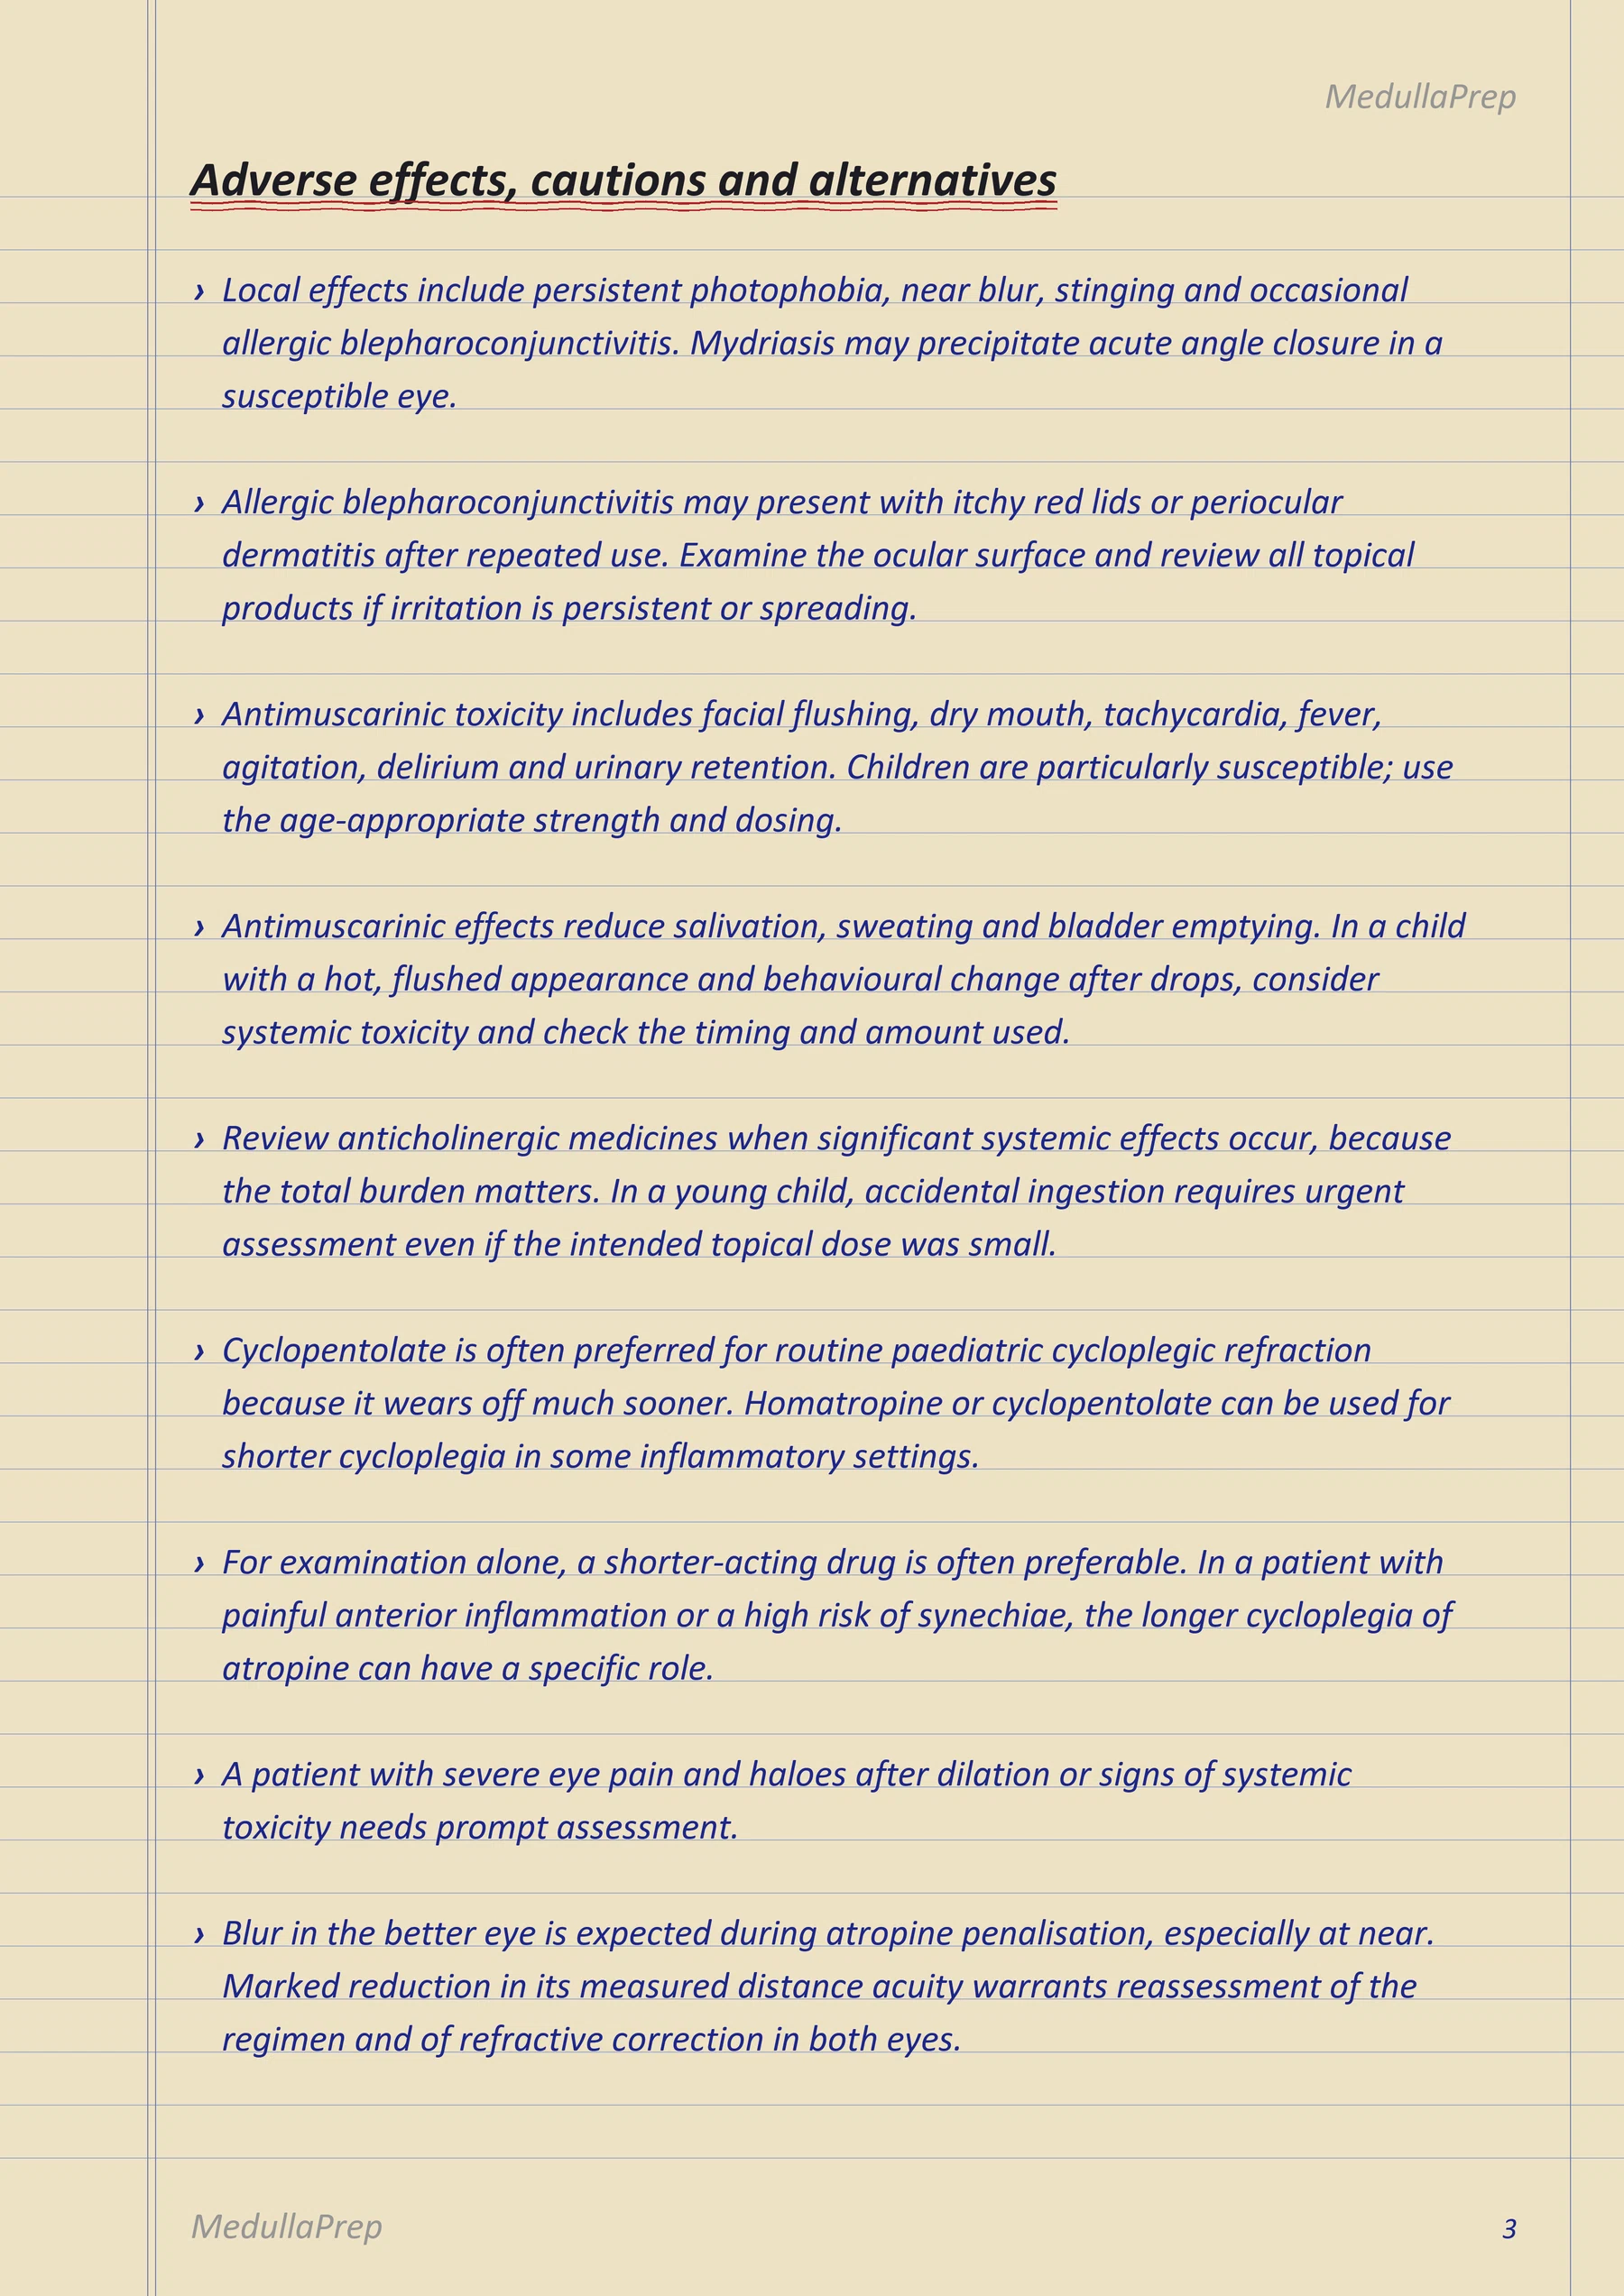 MedullaPrep
Adverse effects, cautions and alternatives
› Local effects include persistent photophobia, near blur, stinging and occasional
allergic blepharoconjunctivitis. Mydriasis may precipitate acute angle closure in a
susceptible eye.
› Allergic blepharoconjunctivitis may present with itchy red lids or periocular
dermatitis after repeated use. Examine the ocular surface and review all topical
products if irritation is persistent or spreading.
› Antimuscarinic toxicity includes facial flushing, dry mouth, tachycardia, fever,
agitation, delirium and urinary retention. Children are particularly susceptible; use
the age-appropriate strength and dosing.
› Antimuscarinic effects reduce salivation, sweating and bladder emptying. In a child
with a hot, flushed appearance and behavioural change after drops, consider
systemic toxicity and check the timing and amount used.
› Review anticholinergic medicines when significant systemic effects occur, because
the total burden matters. In a young child, accidental ingestion requires urgent
assessment even if the intended topical dose was small.
› Cyclopentolate is often preferred for routine paediatric cycloplegic refraction
because it wears off much sooner. Homatropine or cyclopentolate can be used for
shorter cycloplegia in some inflammatory settings.
› For examination alone, a shorter-acting drug is often preferable. In a patient with
painful anterior inflammation or a high risk of synechiae, the longer cycloplegia of
atropine can have a specific role.
› A patient with severe eye pain and haloes after dilation or signs of systemic
toxicity needs prompt assessment.
› Blur in the better eye is expected during atropine penalisation, especially at near.
Marked reduction in its measured distance acuity warrants reassessment of the
regimen and of refractive correction in both eyes.
MedullaPrep
3